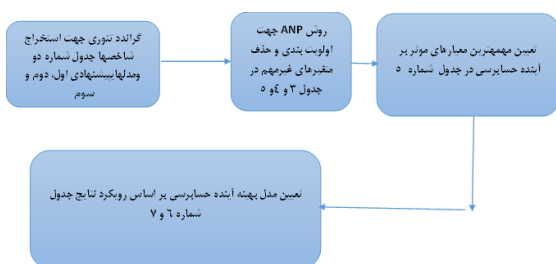 گراندد تئوری جهت استخراج
شاخصها جدول شماره دو
ومدلهاییپیشنهادی اول، دوم و
سوم
روش ANP جهت
اولویت بندی و حذف
متغیرهای غیرمهم در
جدول ۳ و ٤و ٥
تعیین مهمترین معیارهای موثر بر
آینده حسابرسی در جدول شماره ٥
تعیین مدل بهینه آینده حسابرسی بر اساس رویکرد نتایج جدول
شماره ٦ و ٧